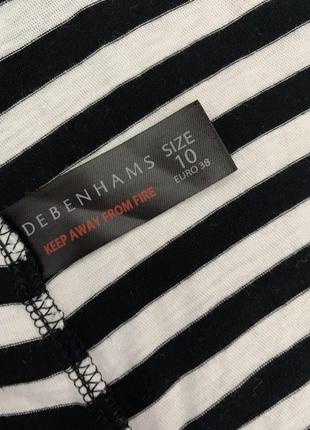 DEBENHAMS
KEEP AWAY FROM FIRE
SIZE
10
EURO 38